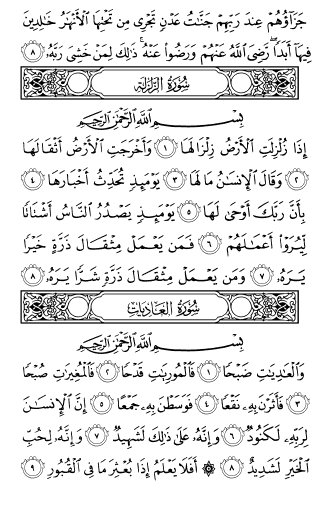 جَزَآؤُهُمْ عِندَ رَبِّهِمْ جَنَّٰتُ عَدْنٍ تَجْرِى مِن تَحْتِهَا ٱلْأَنْهَٰرُ خَٰلِدِينَ
فِيهَآ أَبَدًا ۖ رَّضِىَ ٱللَّهُ عَنْهُمْ وَرَضُوا۟ عَنْهُ ۚ ذَٰلِكَ لِمَنْ خَشِىَ رَبَّهُۥ ٨
سُورَةُ الزَّلْزَلَةِ
بِسْمِ ٱللَّهِ ٱلرَّحْمَٰنِ ٱلرَّحِيمِ
إِذَا زُلْزِلَتِ ٱلْأَرْضُ زِلْزَالَهَا ١ وَأَخْرَجَتِ ٱلْأَرْضُ أَثْقَالَهَا
٢ وَقَالَ ٱلْإِنسَٰنُ مَا لَهَا ٣ يَوْمَئِذٍ تُحَدِّثُ أَخْبَارَهَا ٤
بِأَنَّ رَبَّكَ أَوْحَىٰ لَهَا ٥ يَوْمَئِذٍ يَصْدُرُ ٱلنَّاسُ أَشْتَاتًا
لِّيُرَوْا۟ أَعْمَٰلَهُمْ ٦ فَمَن يَعْمَلْ مِثْقَالَ ذَرَّةٍ خَيْرًا
يَرَهُۥ ٧ وَمَن يَعْمَلْ مِثْقَالَ ذَرَّةٍ شَرًّا يَرَهُۥ ٨
سُورَةُ العَادِيَاتِ
بِسْمِ ٱللَّهِ ٱلرَّحْمَٰنِ ٱلرَّحِيمِ
وَٱلْعَٰدِيَٰتِ ضَبْحًا ١ فَٱلْمُورِيَٰتِ قَدْحًا ٢ فَٱلْمُغِيرَٰتِ صُبْحًا
٣ فَأَثَرْنَ بِهِۦ نَقْعًا ٤ فَوَسَطْنَ بِهِۦ جَمْعًا ٥ إِنَّ ٱلْإِنسَٰنَ
لِرَبِّهِۦ لَكَنُودٌ ٦ وَإِنَّهُۥ عَلَىٰ ذَٰلِكَ لَشَهِيدٌ ٧ وَإِنَّهُۥ لِحُبِّ
ٱلْخَيْرِ لَشَدِيدٌ ٨ ۞ أَفَلَا يَعْلَمُ إِذَا بُعْثِرَ مَا فِى ٱلْقُبُورِ ٩